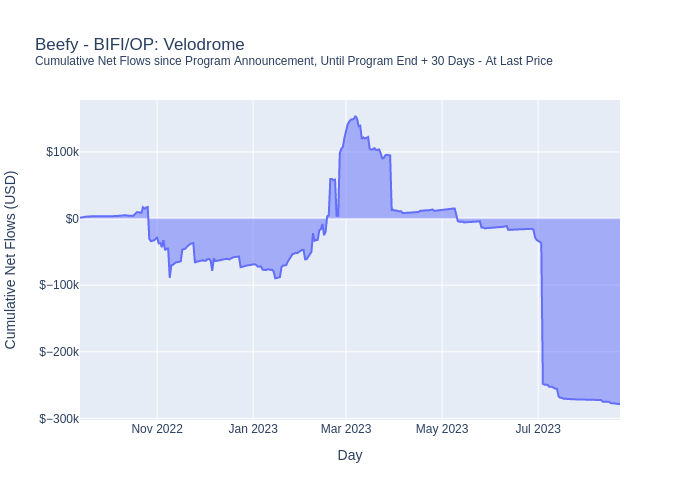 Beefy - BIFI/OP: Velodrome
Cumulative Net Flows since Program Announcement, Until Program End + 30 Days - At Last Price
Cumulative Net Flows (USD)
$100k
$0
$−100k
$−200k
$−300k
Nov 2022
Jan 2023
Mar 2023
May 2023
Jul 2023
Day